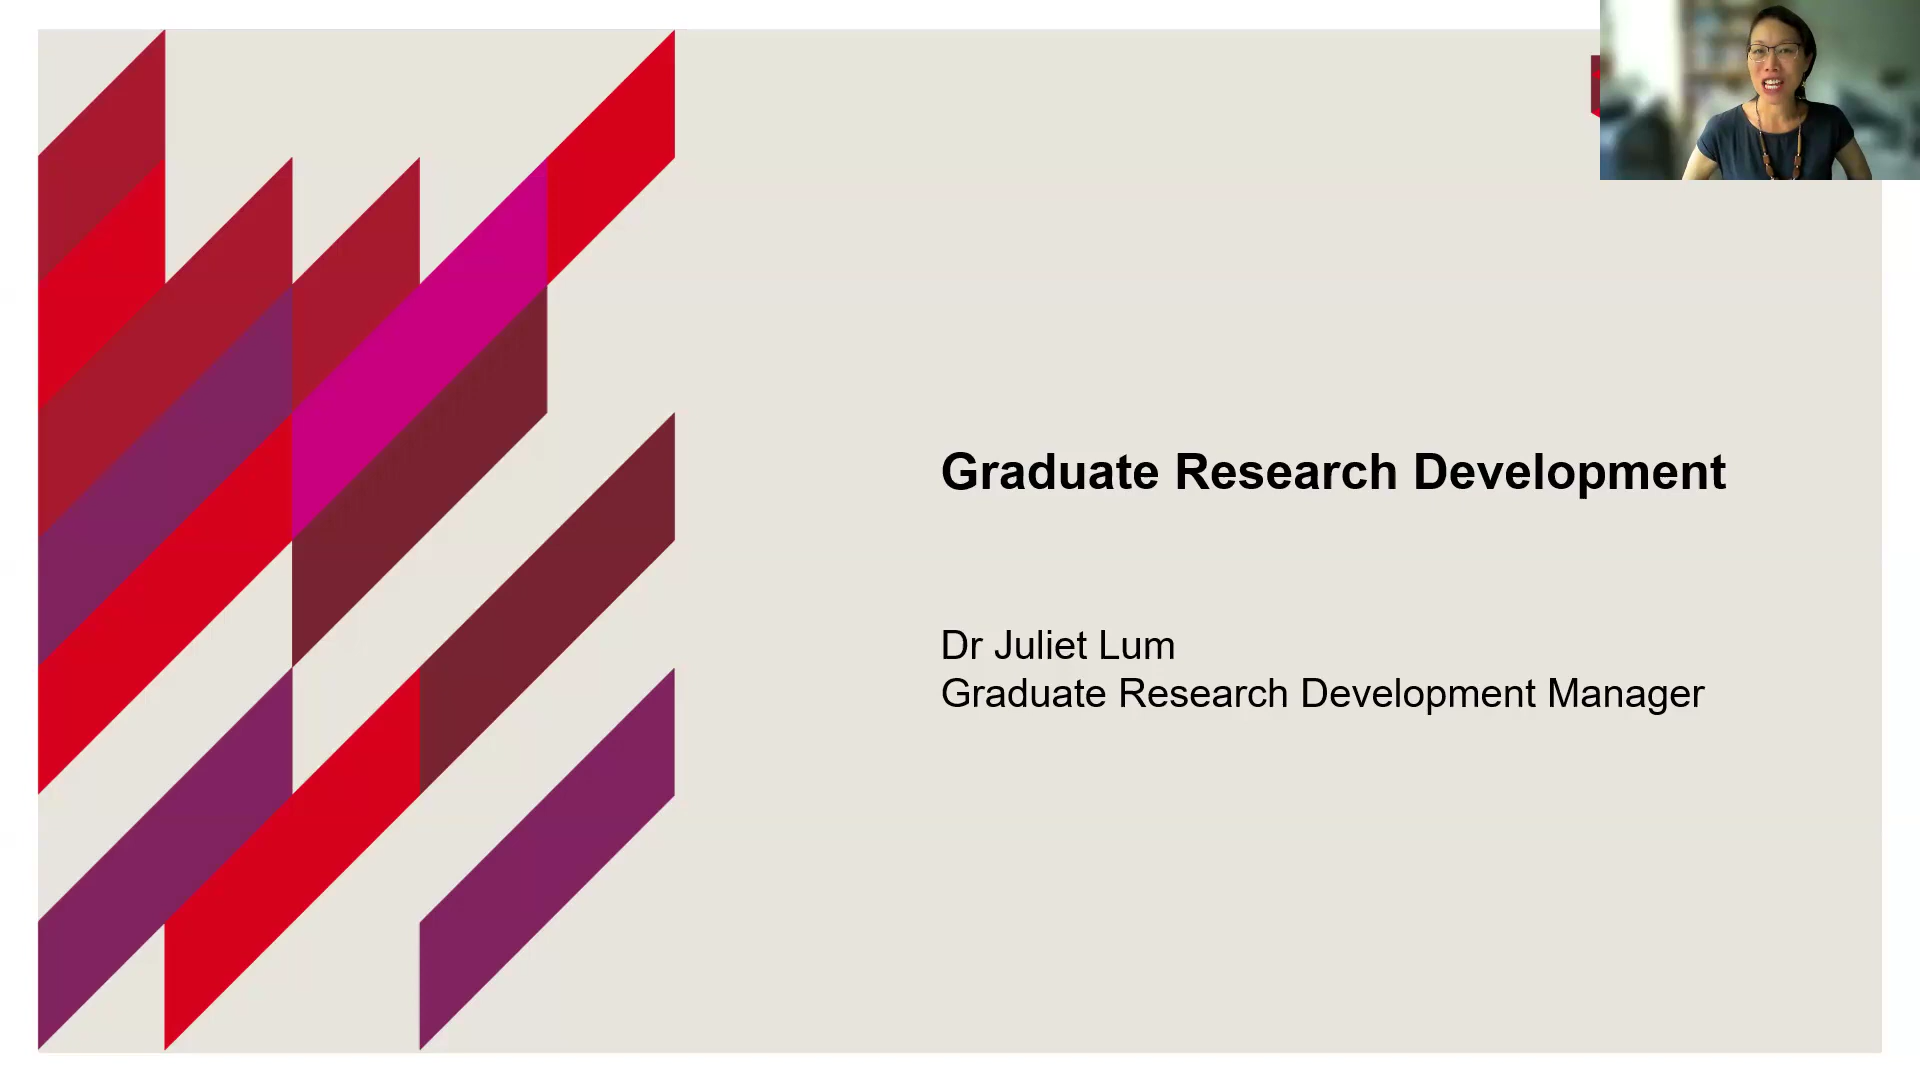 Graduate Research Development
Dr Juliet Lum
Graduate Research Development Manager